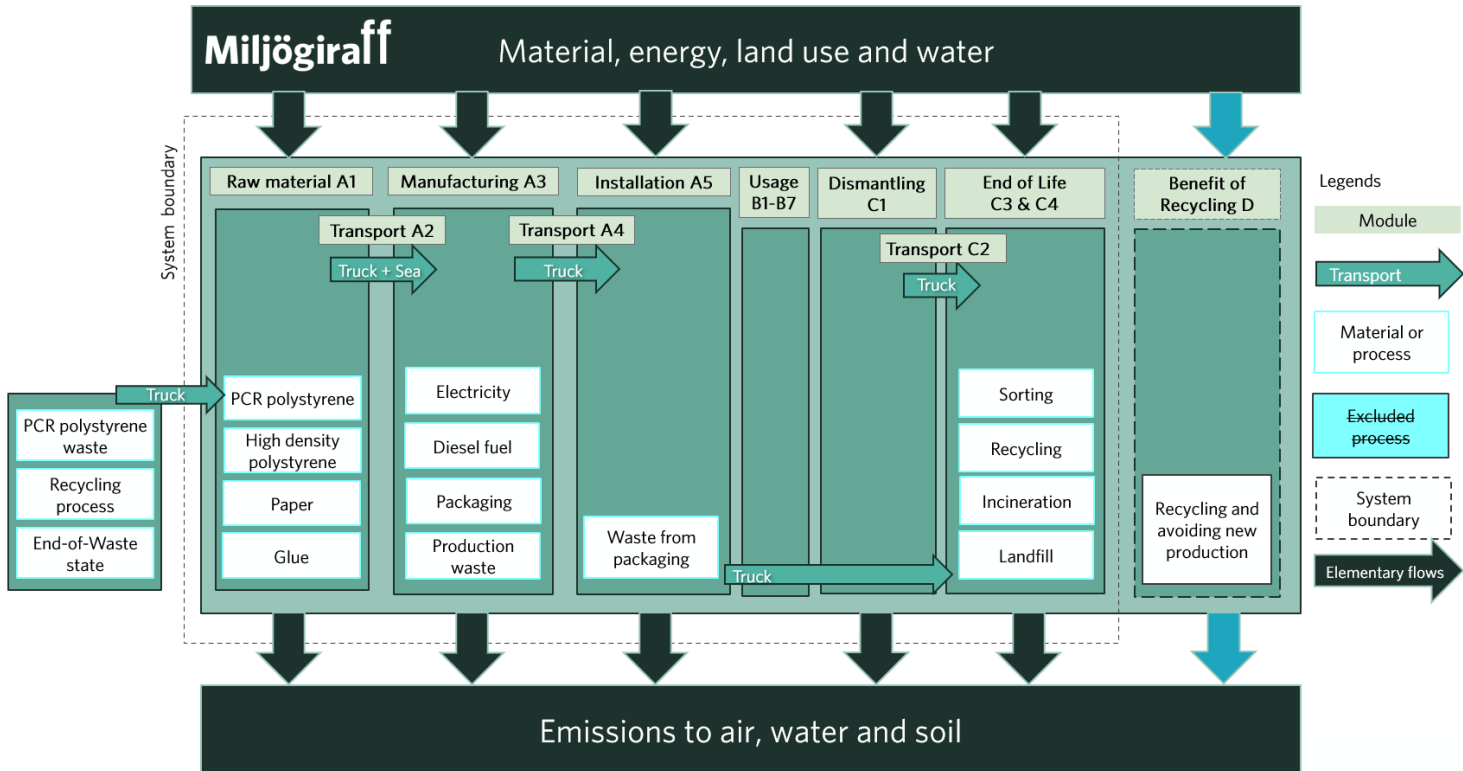 Miljögiraff
Material, energy, land use and water
System boundary
Raw material A1
Manufacturing A3
Installation A5
Usage
B1-B7
Dismantling
C1
End of Life
C3 & C4
Benefit of
Recycling D
Transport A2
Truck + Sea
Transport A4
Truck
Transport C2
Truck
Truck
PCR polystyrene
waste
Recycling
process
End-of-Waste
state
PCR polystyrene
High density
polystyrene
Paper
Glue
Electricity
Diesel fuel
Packaging
Production
waste
Waste from
packaging
Truck
Sorting
Recycling
Incineration
Landfill
Recycling and
avoiding new
production
Legends
Module
Transport
Material or
process
Excluded
process
System
boundary
Elementary flows
Emissions to air, water and soil